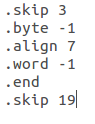 .skip 3
.byte -1
.align 7
.word -1
.end
.skip 19